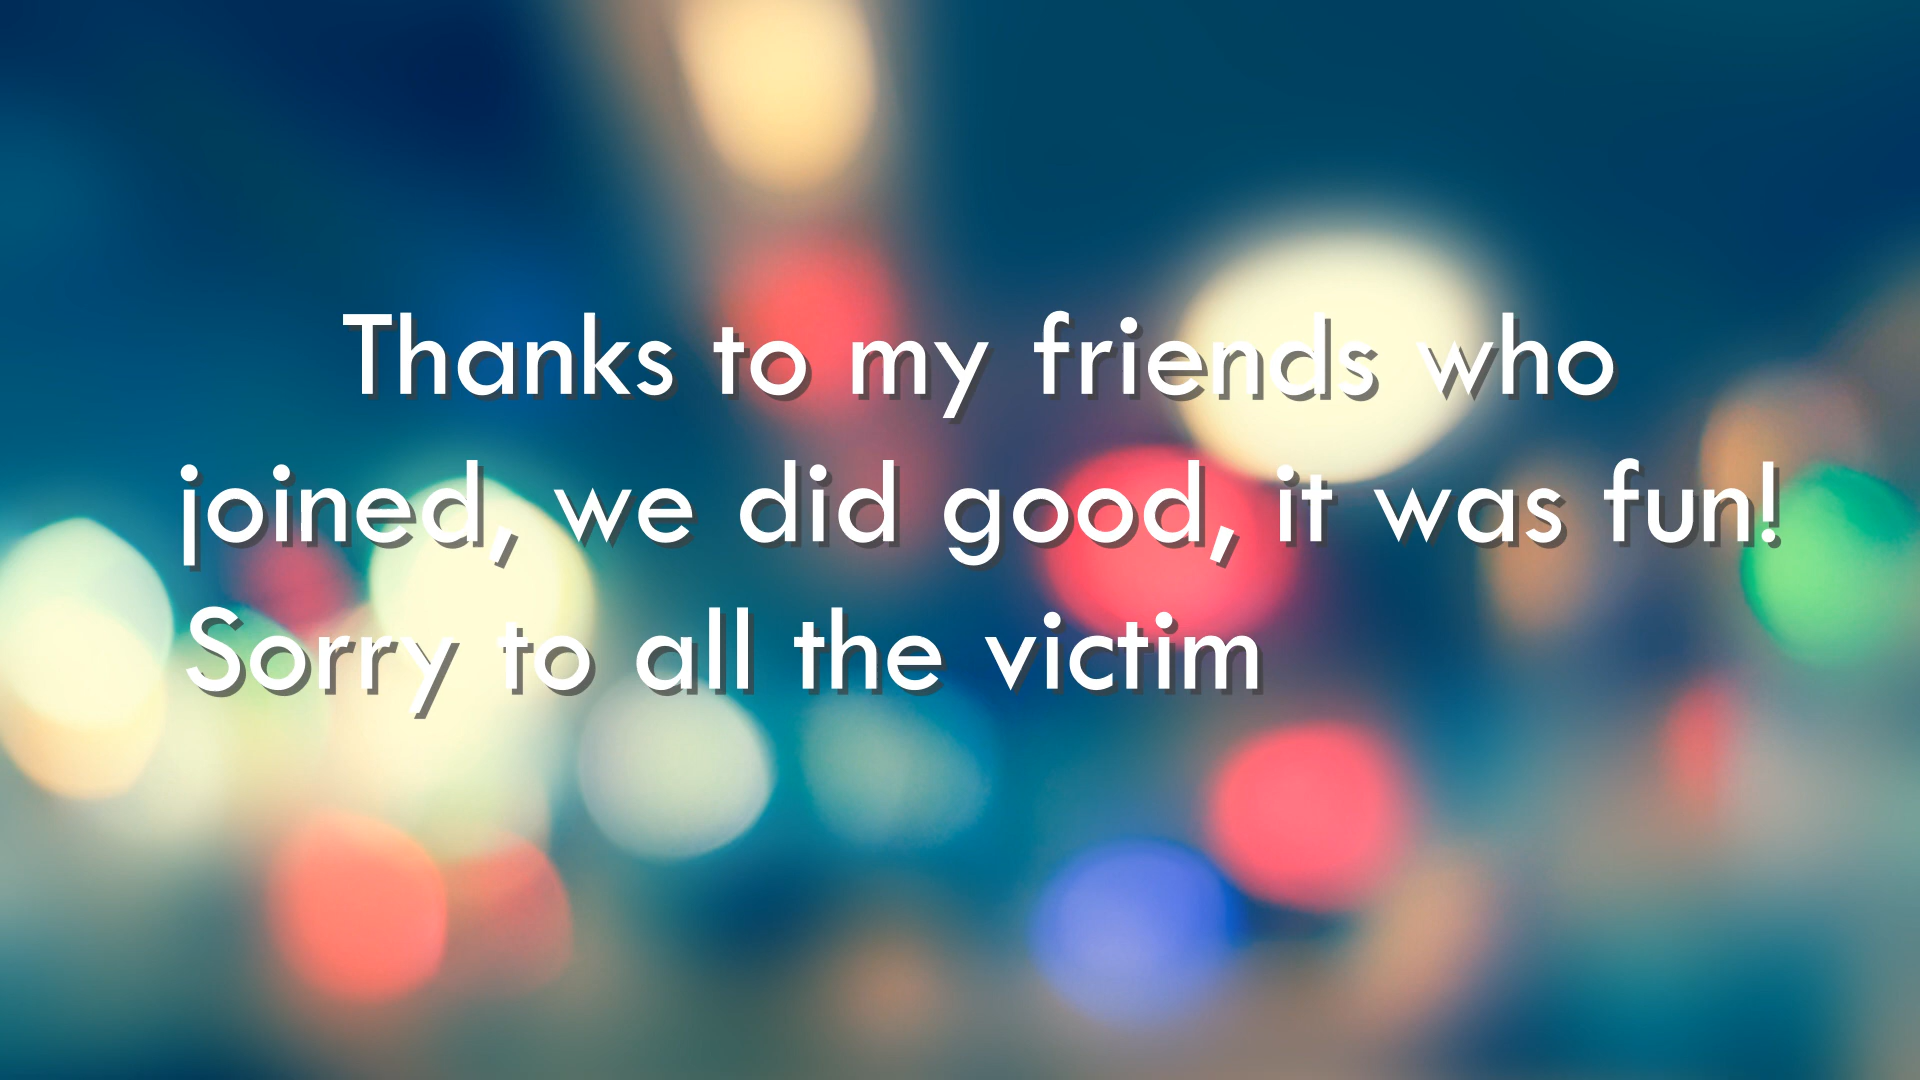 Thanks to my friends who
joined, we did good, it was fun!
Sorry to all the victim